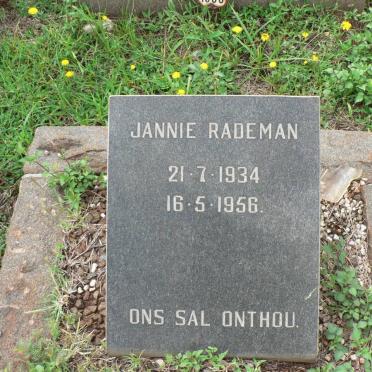 JANNIE RADEMAN
21·7·1934
16·5·1956.
ONS SAL ONTHOU.